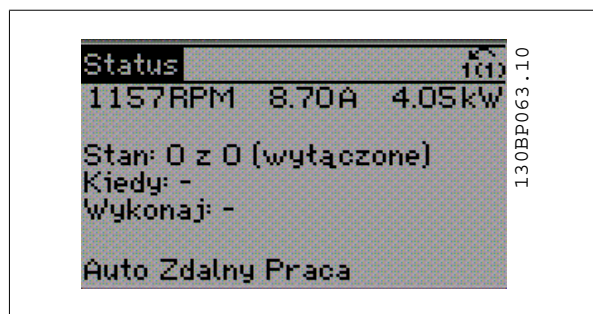 Status
1(1)
1157RPM 8.70A 4.05kW
Stan: 0 z 0 (wyłączone)
Kiedy: -
Wykonaj: -
Auto Zdalny Praca
130BP063.10